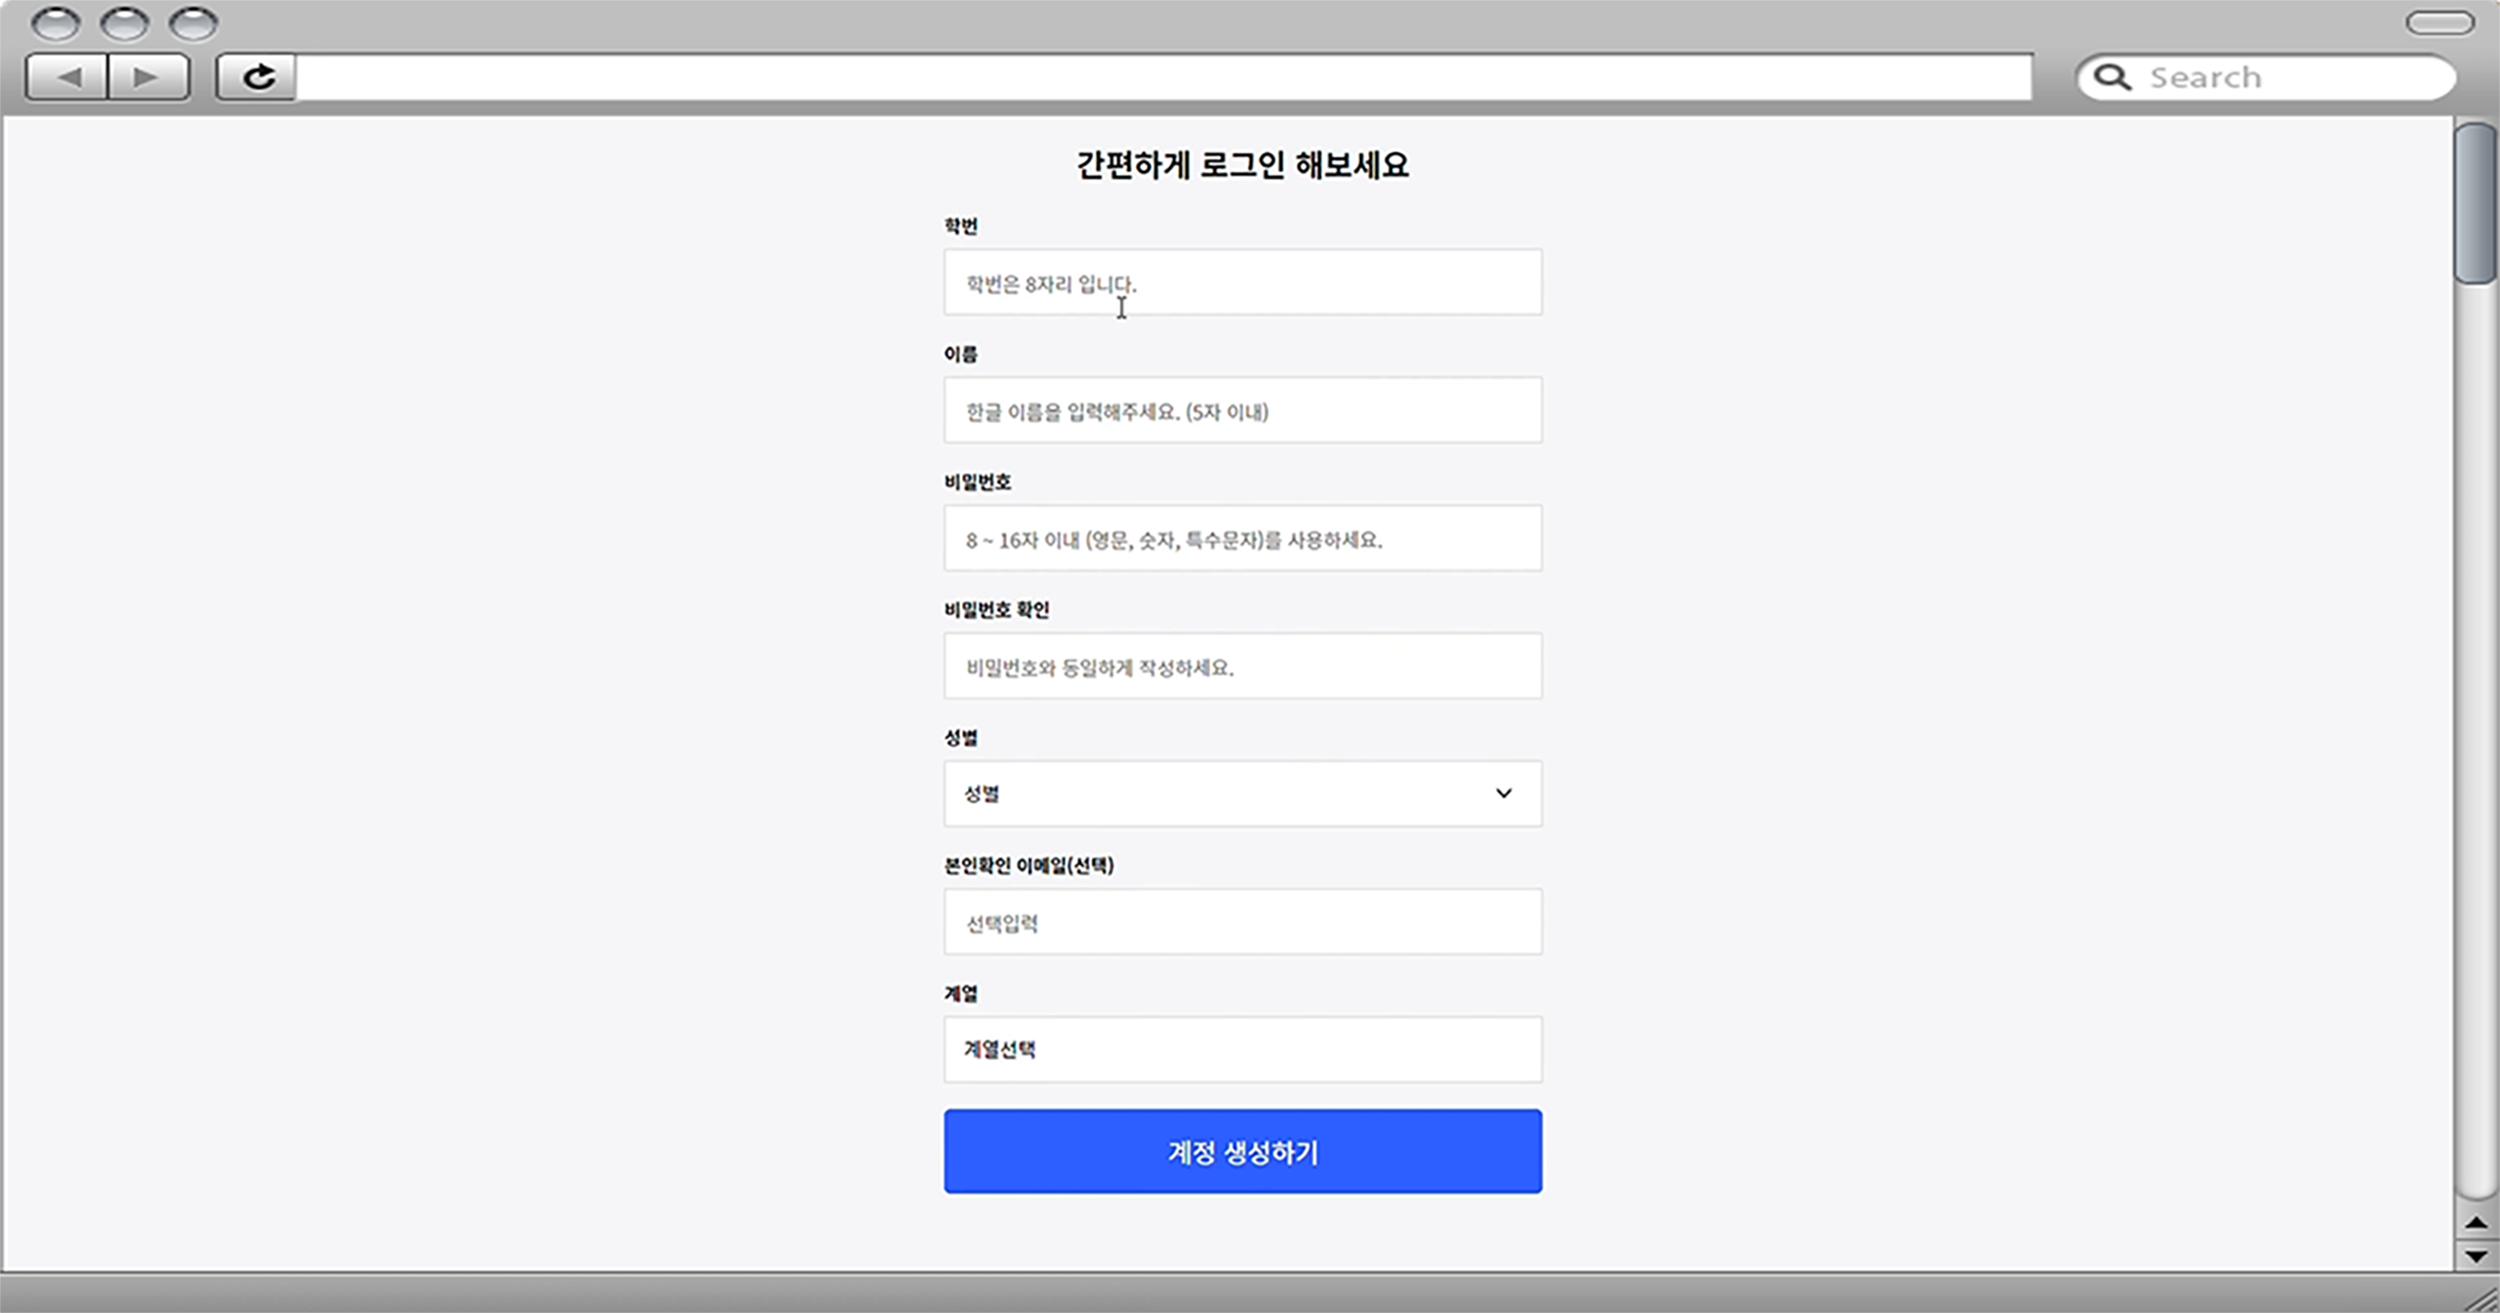 Search
간편하게 로그인 해보세요
학번
학번은 8자리 입니다.
이름
한글 이름을 입력해주세요. (5자 이내)
비밀번호
8 ~ 16자 이내 (영문, 숫자, 특수문자)를 사용하세요.
비밀번호 확인
비밀번호와 동일하게 작성하세요.
성별
성별
본인확인 이메일(선택)
선택입력
계열
계열선택
계정 생성하기